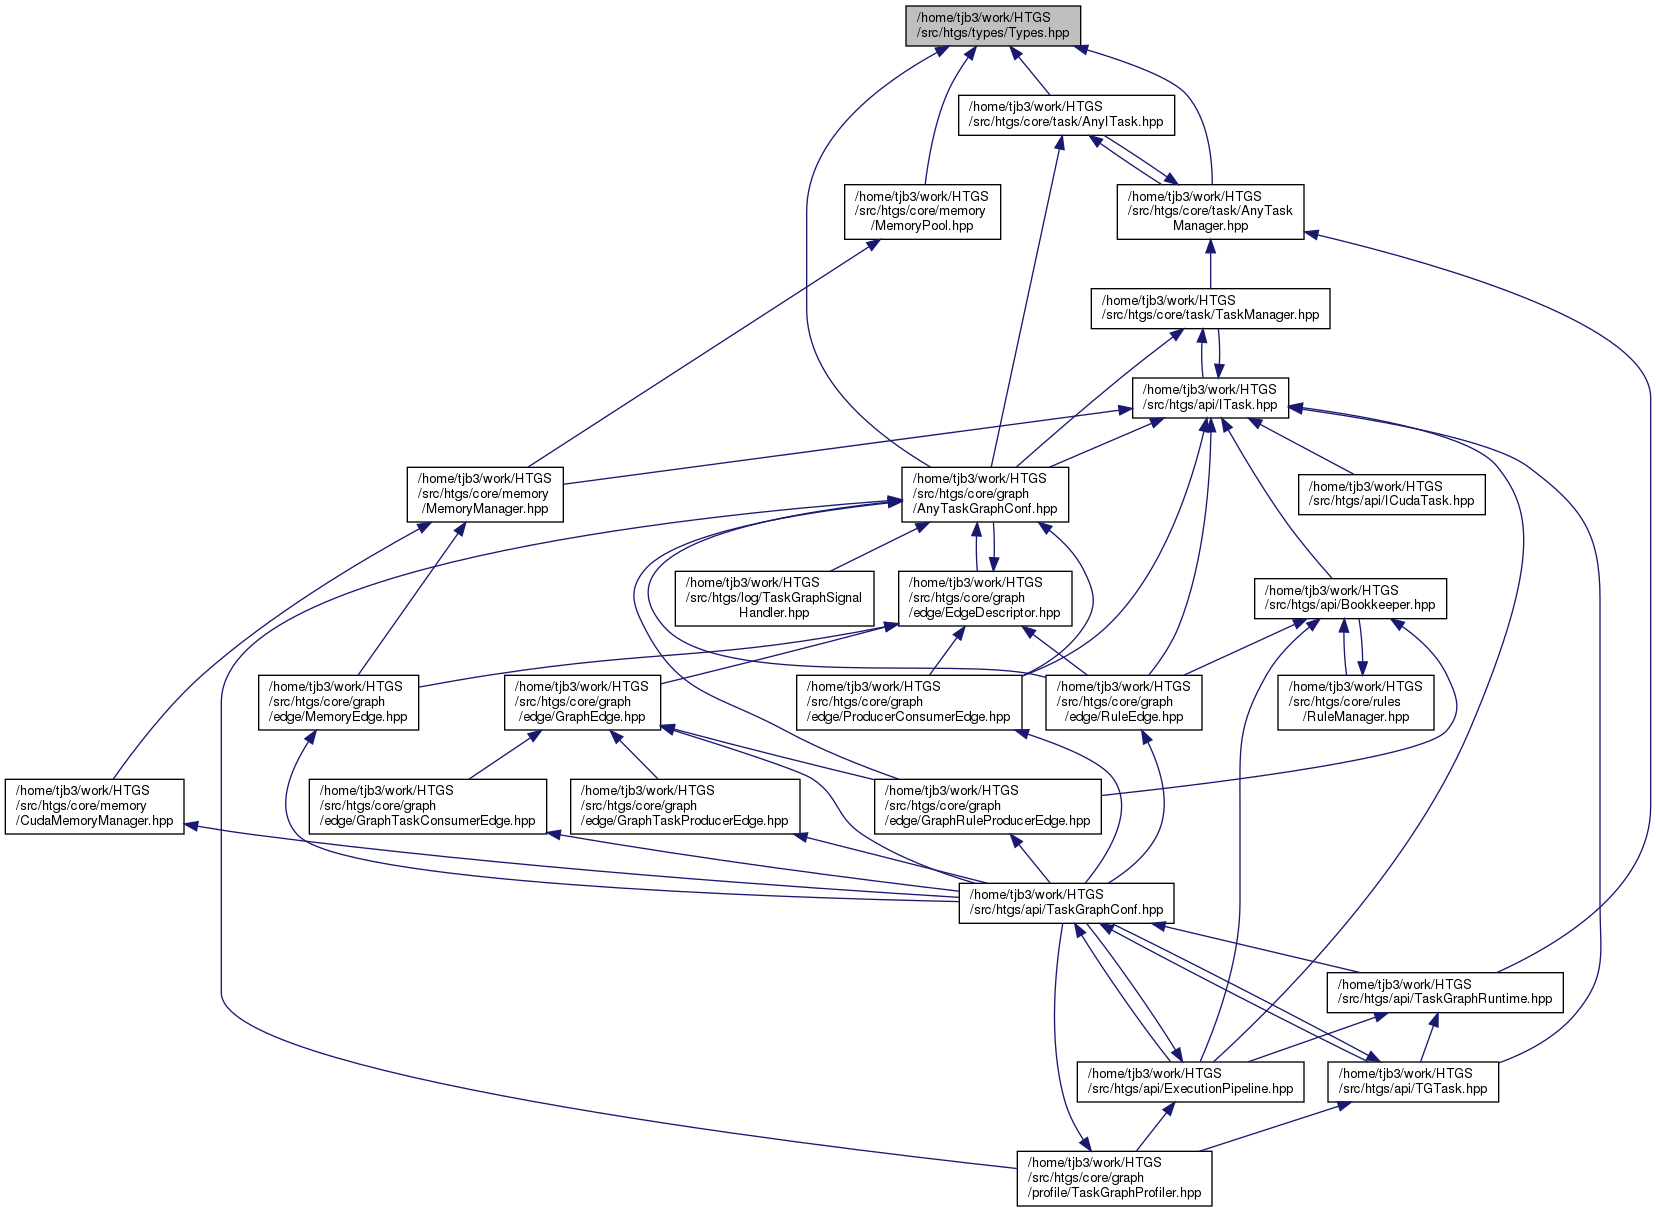 /home/tjb3/work/HTGS
/src/htgs/types/Types.hpp
/home/tjb3/work/HTGS
/src/htgs/core/task/AnyITask.hpp
/home/tjb3/work/HTGS
/src/htgs/core/memory
/MemoryPool.hpp
/home/tjb3/work/HTGS
/src/htgs/core/task/AnyTask
Manager.hpp
/home/tjb3/work/HTGS
/src/htgs/core/task/TaskManager.hpp
/home/tjb3/work/HTGS
/src/htgs/api/ITask.hpp
/home/tjb3/work/HTGS
/src/htgs/core/memory
/MemoryManager.hpp
/home/tjb3/work/HTGS
/src/htgs/core/graph
/AnyTaskGraphConf.hpp
/home/tjb3/work/HTGS
/src/htgs/api/ICudaTask.hpp
/home/tjb3/work/HTGS
/src/htgs/log/TaskGraphSignal
Handler.hpp
/home/tjb3/work/HTGS
/src/htgs/core/graph
/edge/EdgeDescriptor.hpp
/home/tjb3/work/HTGS
/src/htgs/api/Bookkeeper.hpp
/home/tjb3/work/HTGS
/src/htgs/core/graph
/edge/MemoryEdge.hpp
/home/tjb3/work/HTGS
/src/htgs/core/graph
/edge/GraphEdge.hpp
/home/tjb3/work/HTGS
/src/htgs/core/graph
/edge/ProducerConsumerEdge.hpp
/home/tjb3/work/HTGS
/src/htgs/core/graph
/edge/RuleEdge.hpp
/home/tjb3/work/HTGS
/src/htgs/core/rules
/RuleManager.hpp
/home/tjb3/work/HTGS
/src/htgs/core/memory
/CudaMemoryManager.hpp
/home/tjb3/work/HTGS
/src/htgs/core/graph
/edge/GraphTaskConsumerEdge.hpp
/home/tjb3/work/HTGS
/src/htgs/core/graph
/edge/GraphTaskProducerEdge.hpp
/home/tjb3/work/HTGS
/src/htgs/core/graph
/edge/GraphRuleProducerEdge.hpp
/home/tjb3/work/HTGS
/src/htgs/api/TaskGraphConf.hpp
/home/tjb3/work/HTGS
/src/htgs/api/TaskGraphRuntime.hpp
/home/tjb3/work/HTGS
/src/htgs/api/ExecutionPipeline.hpp
/home/tjb3/work/HTGS
/src/htgs/api/TGTask.hpp
/home/tjb3/work/HTGS
/src/htgs/core/graph
/profile/TaskGraphProfiler.hpp